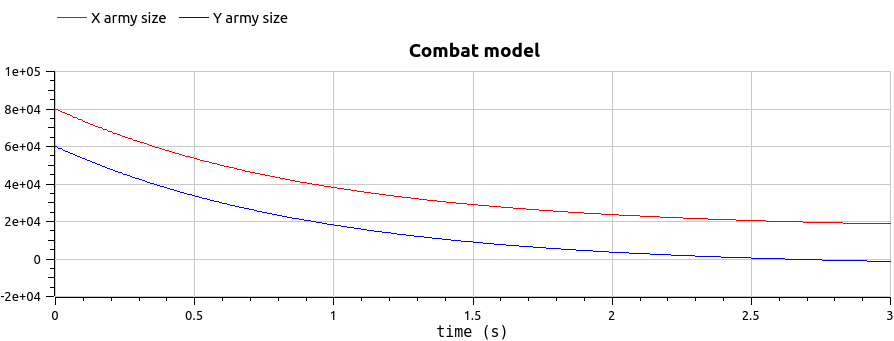 X army size Y army size
Combat model
1e+05
8e+04
6e+04
4e+04
2e+04
0
-2e+04
0 0.5 1 1.5 2 2.5 3
time (s)